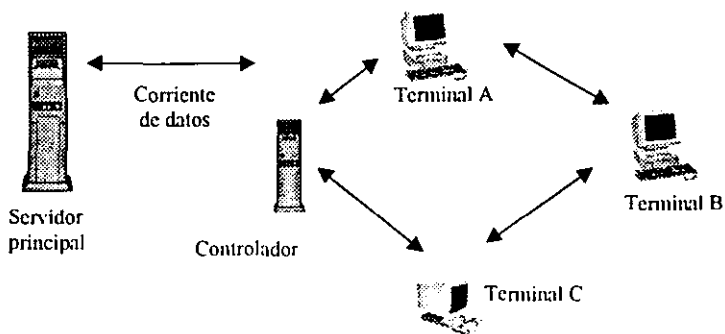 Corriente
de datos
Terminal A
Servidor
principal
Controlador
Terminal B
Terminal C